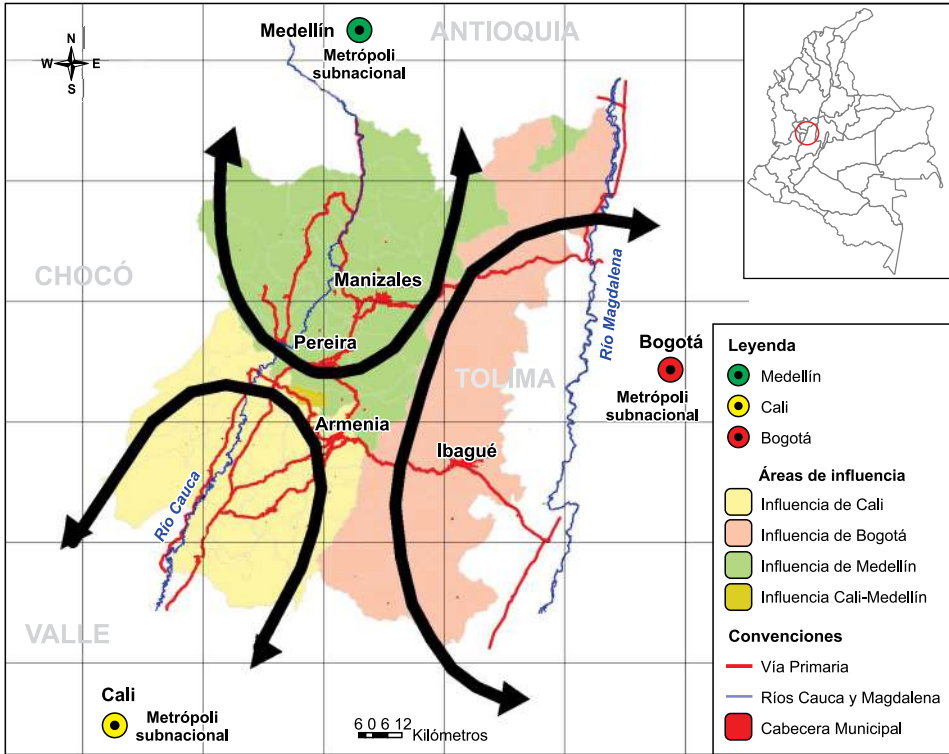 N
W
E
S
Medellín
Metrópoli
subnacional
ANTIOQUIA
CHOCÓ
Manizales
Pereira
Río Magdalena
Bogotá
Metrópoli
subnacional
TOLIMA
Armenia
Ibagué
Río Cauca
VALLE
Cali
Metrópoli
subnacional
6 0 6 12
Kilómetros
Leyenda
Medellín
Cali
Bogotá
Áreas de influencia
Influencia de Cali
Influencia de Bogotá
Influencia de Medellín
Influencia Cali-Medellín
Convenciones
Vía Primaria
Ríos Cauca y Magdalena
Cabecera Municipal